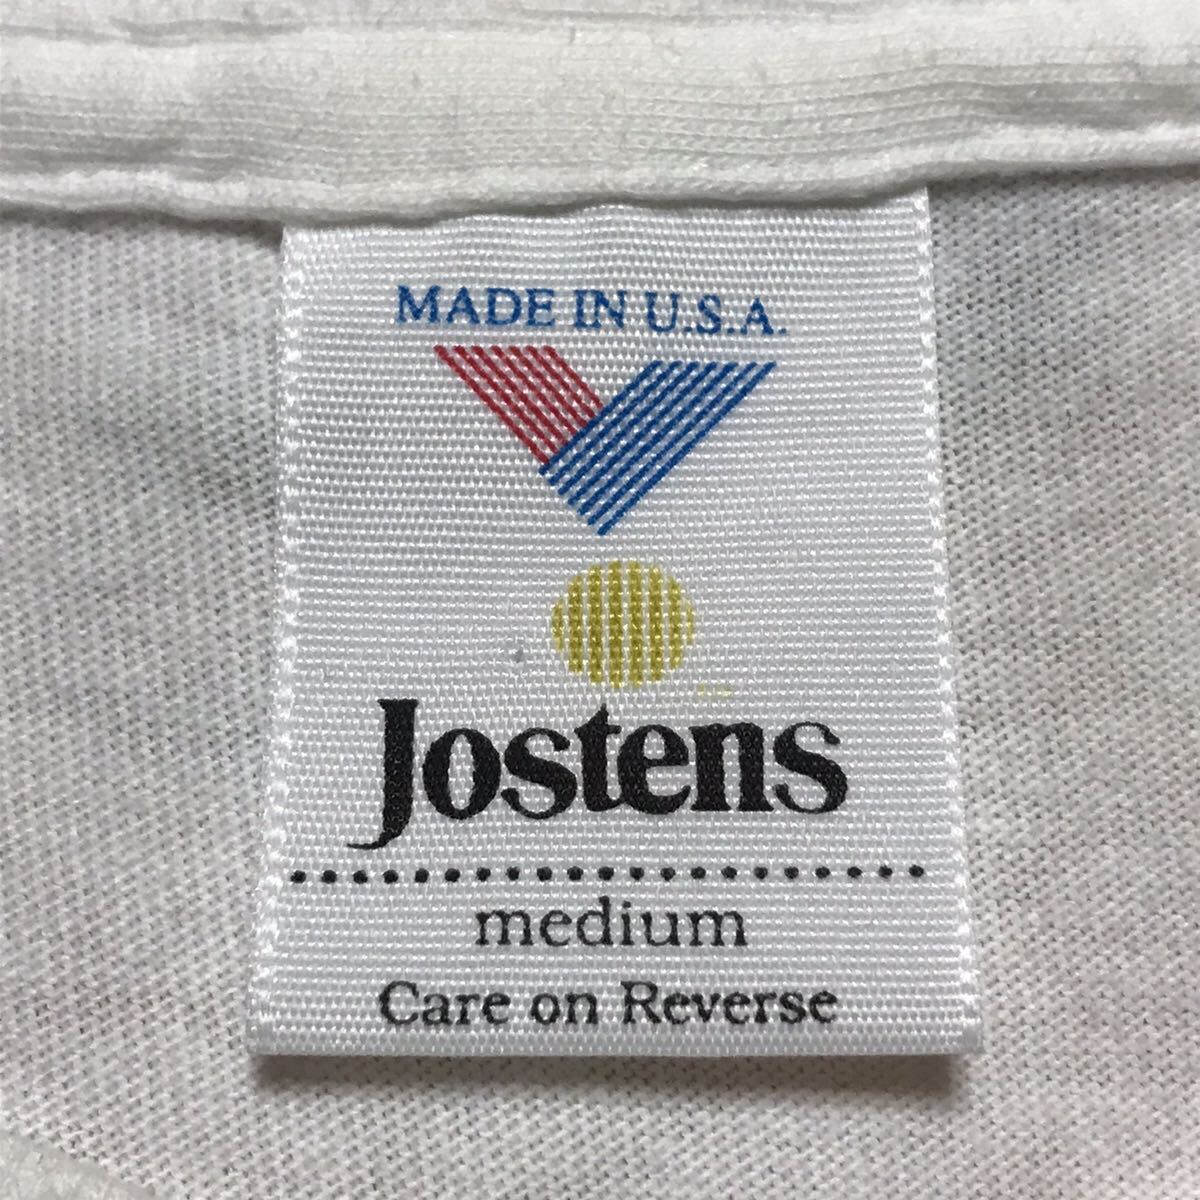 MADE IN U.S.A.
Jostens
medium
Care on Reverse